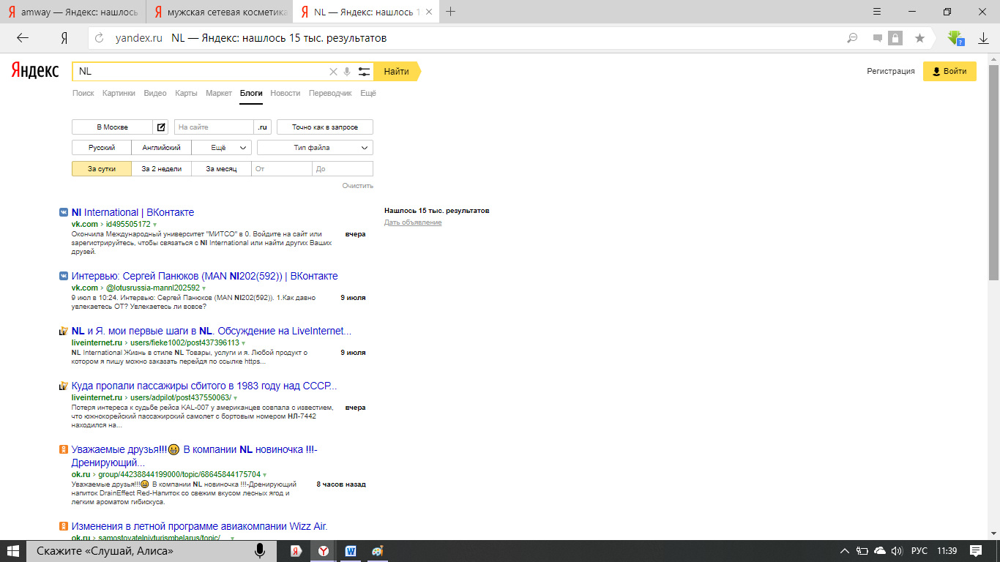 amway — Яндекс: нашлось
мужская сетевая косметика
NL — Яндекс: нашлось 1
yandex.ru NL — Яндекс: нашлось 15 тыс. результатов
Яндекс
NL
Найти
Регистрация
Войти
Поиск Картинки Видео Карты Маркет Блоги Новости Переводчик Ещё
В Москве На сайте .ru Точно как в запросе
Русский Английский Ещё Тип файла
За сутки За 2 недели За месяц От До
Очистить
Нашлось 15 тыс. результатов
Дать объявление
Nl International | ВКонтакте
vk.com › id495505172
Окончила Международный университет "МИТСО" в 0. Войдите на сайт или
зарегистрируйтесь, чтобы связаться с Nl International или найти других Ваших
друзей.
вчера
Интервью: Сергей Панюков (MAN Nl202(592)) | ВКонтакте
vk.com › @lotusrussia-mannl202592
9 июл в 10:24. Интервью: Сергей Панюков (MAN Nl202(592)). 1.Как давно
увлекаетесь ОТ? Увлекаетесь ли вовсе?
9 июля
NL и Я. мои первые шаги в NL. Обсуждение на LiveInternet...
liveinternet.ru › users/fieke1002/post437396113
NL International Жизнь в стиле NL Товары, услуги и я. Любой продукт о
котором я пишу можно заказать перейдя по ссылке https...
9 июля
Куда пропали пассажиры сбитого в 1983 году над СССР...
liveinternet.ru › users/adpilot/post437550063/
Потеря интереса к судьбе рейса KAL-007 у американцев совпала с известием,
что южнокорейский пассажирский самолет с бортовым номером НЛ-7442
находился на...
вчера
Уважаемые друзья!!!😀 В компании NL новиночка !!!-
Дренирующий...
ok.ru › group/44238844199000/topic/68645844175704
Уважаемые друзья!!!😀 В компании NL новиночка !!!-Дренирующий
напиток DrainEffect Red-Напиток со свежим вкусом лесных ягод и
легким ароматом гибискуса.
8 часов назад
Изменения в летной программе авиакомпании Wizz Air.
ok.ru › samostoyatelniyturismbelarus/topic/...
Скажите «Слушай, Алиса»
РУС 11:39